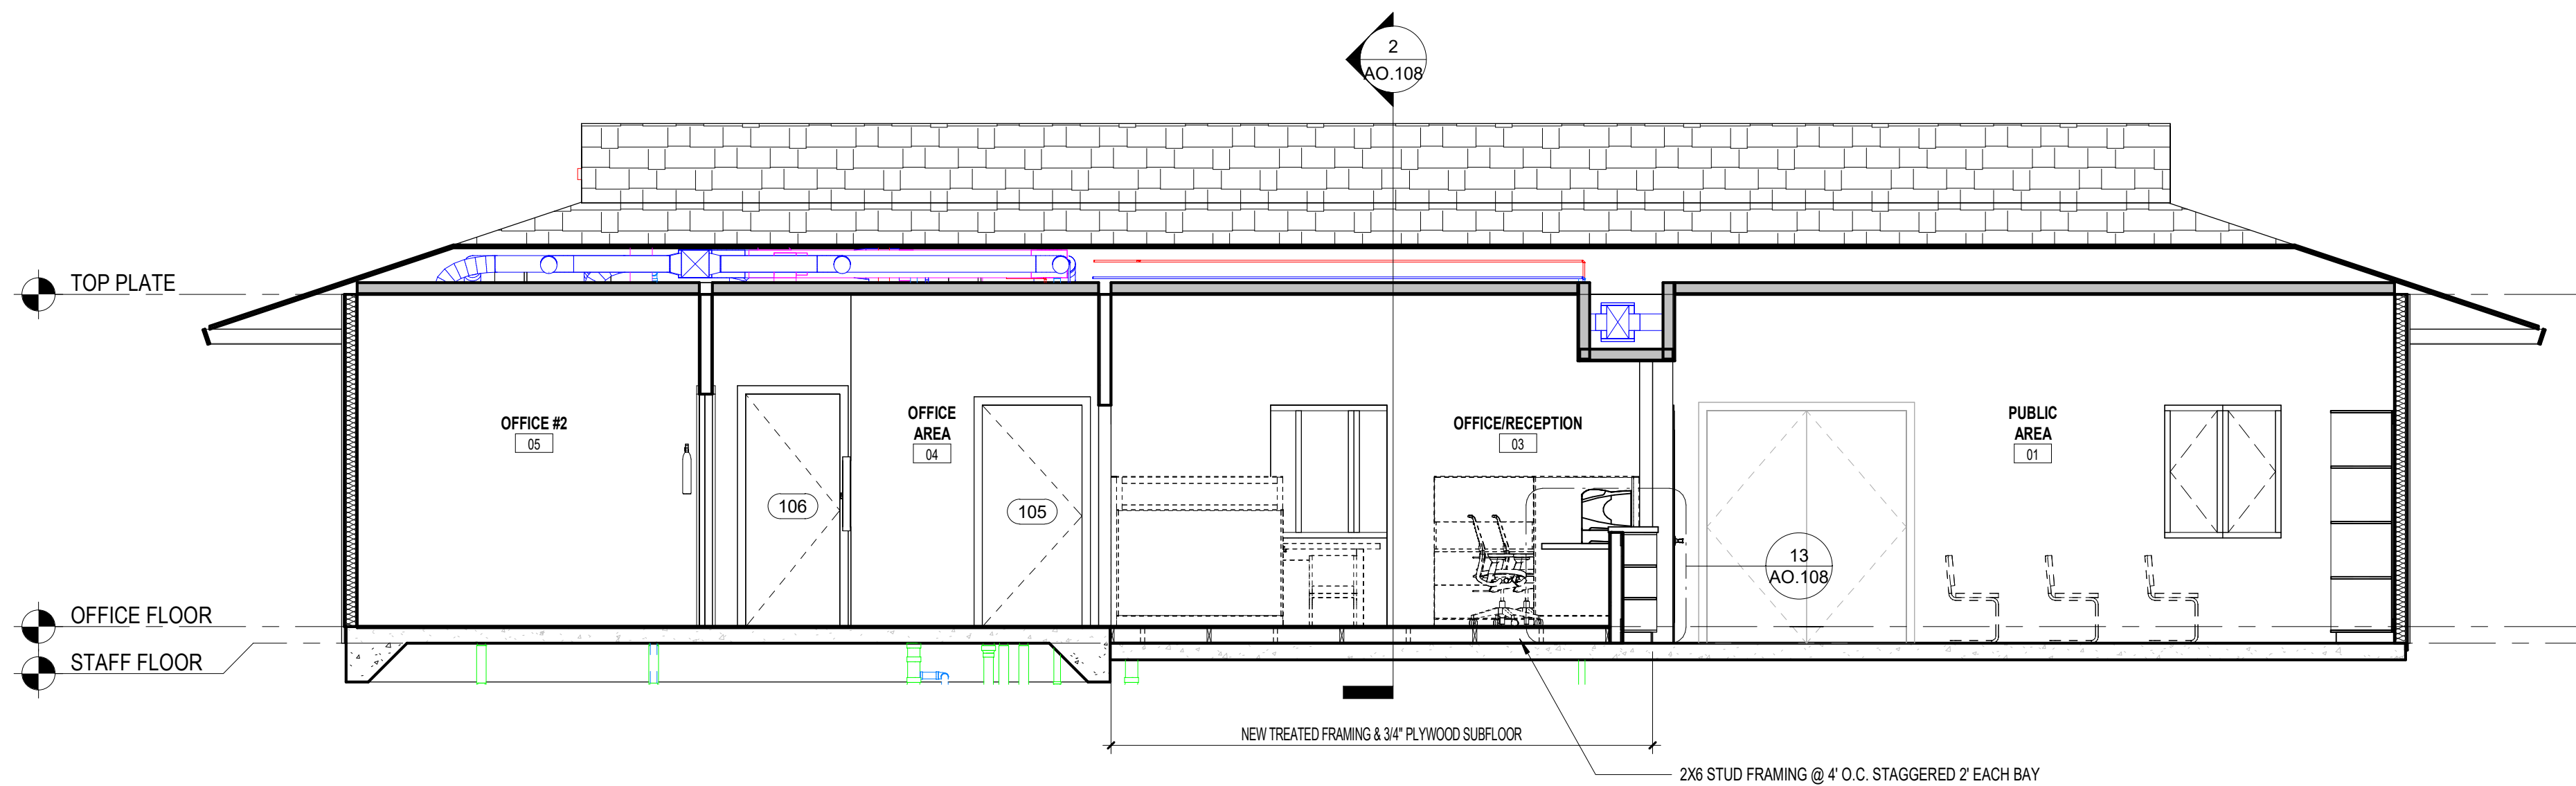 2
AO.108
TOP PLATE
OFFICE #2
05
OFFICE
AREA
04
OFFICE/RECEPTION
03
PUBLIC
AREA
01
106
105
13
AO.108
OFFICE FLOOR
STAFF FLOOR
NEW TREATED FRAMING & 3/4" PLYWOOD SUBFLOOR
2X6 STUD FRAMING @ 4' O.C. STAGGERED 2' EACH BAY